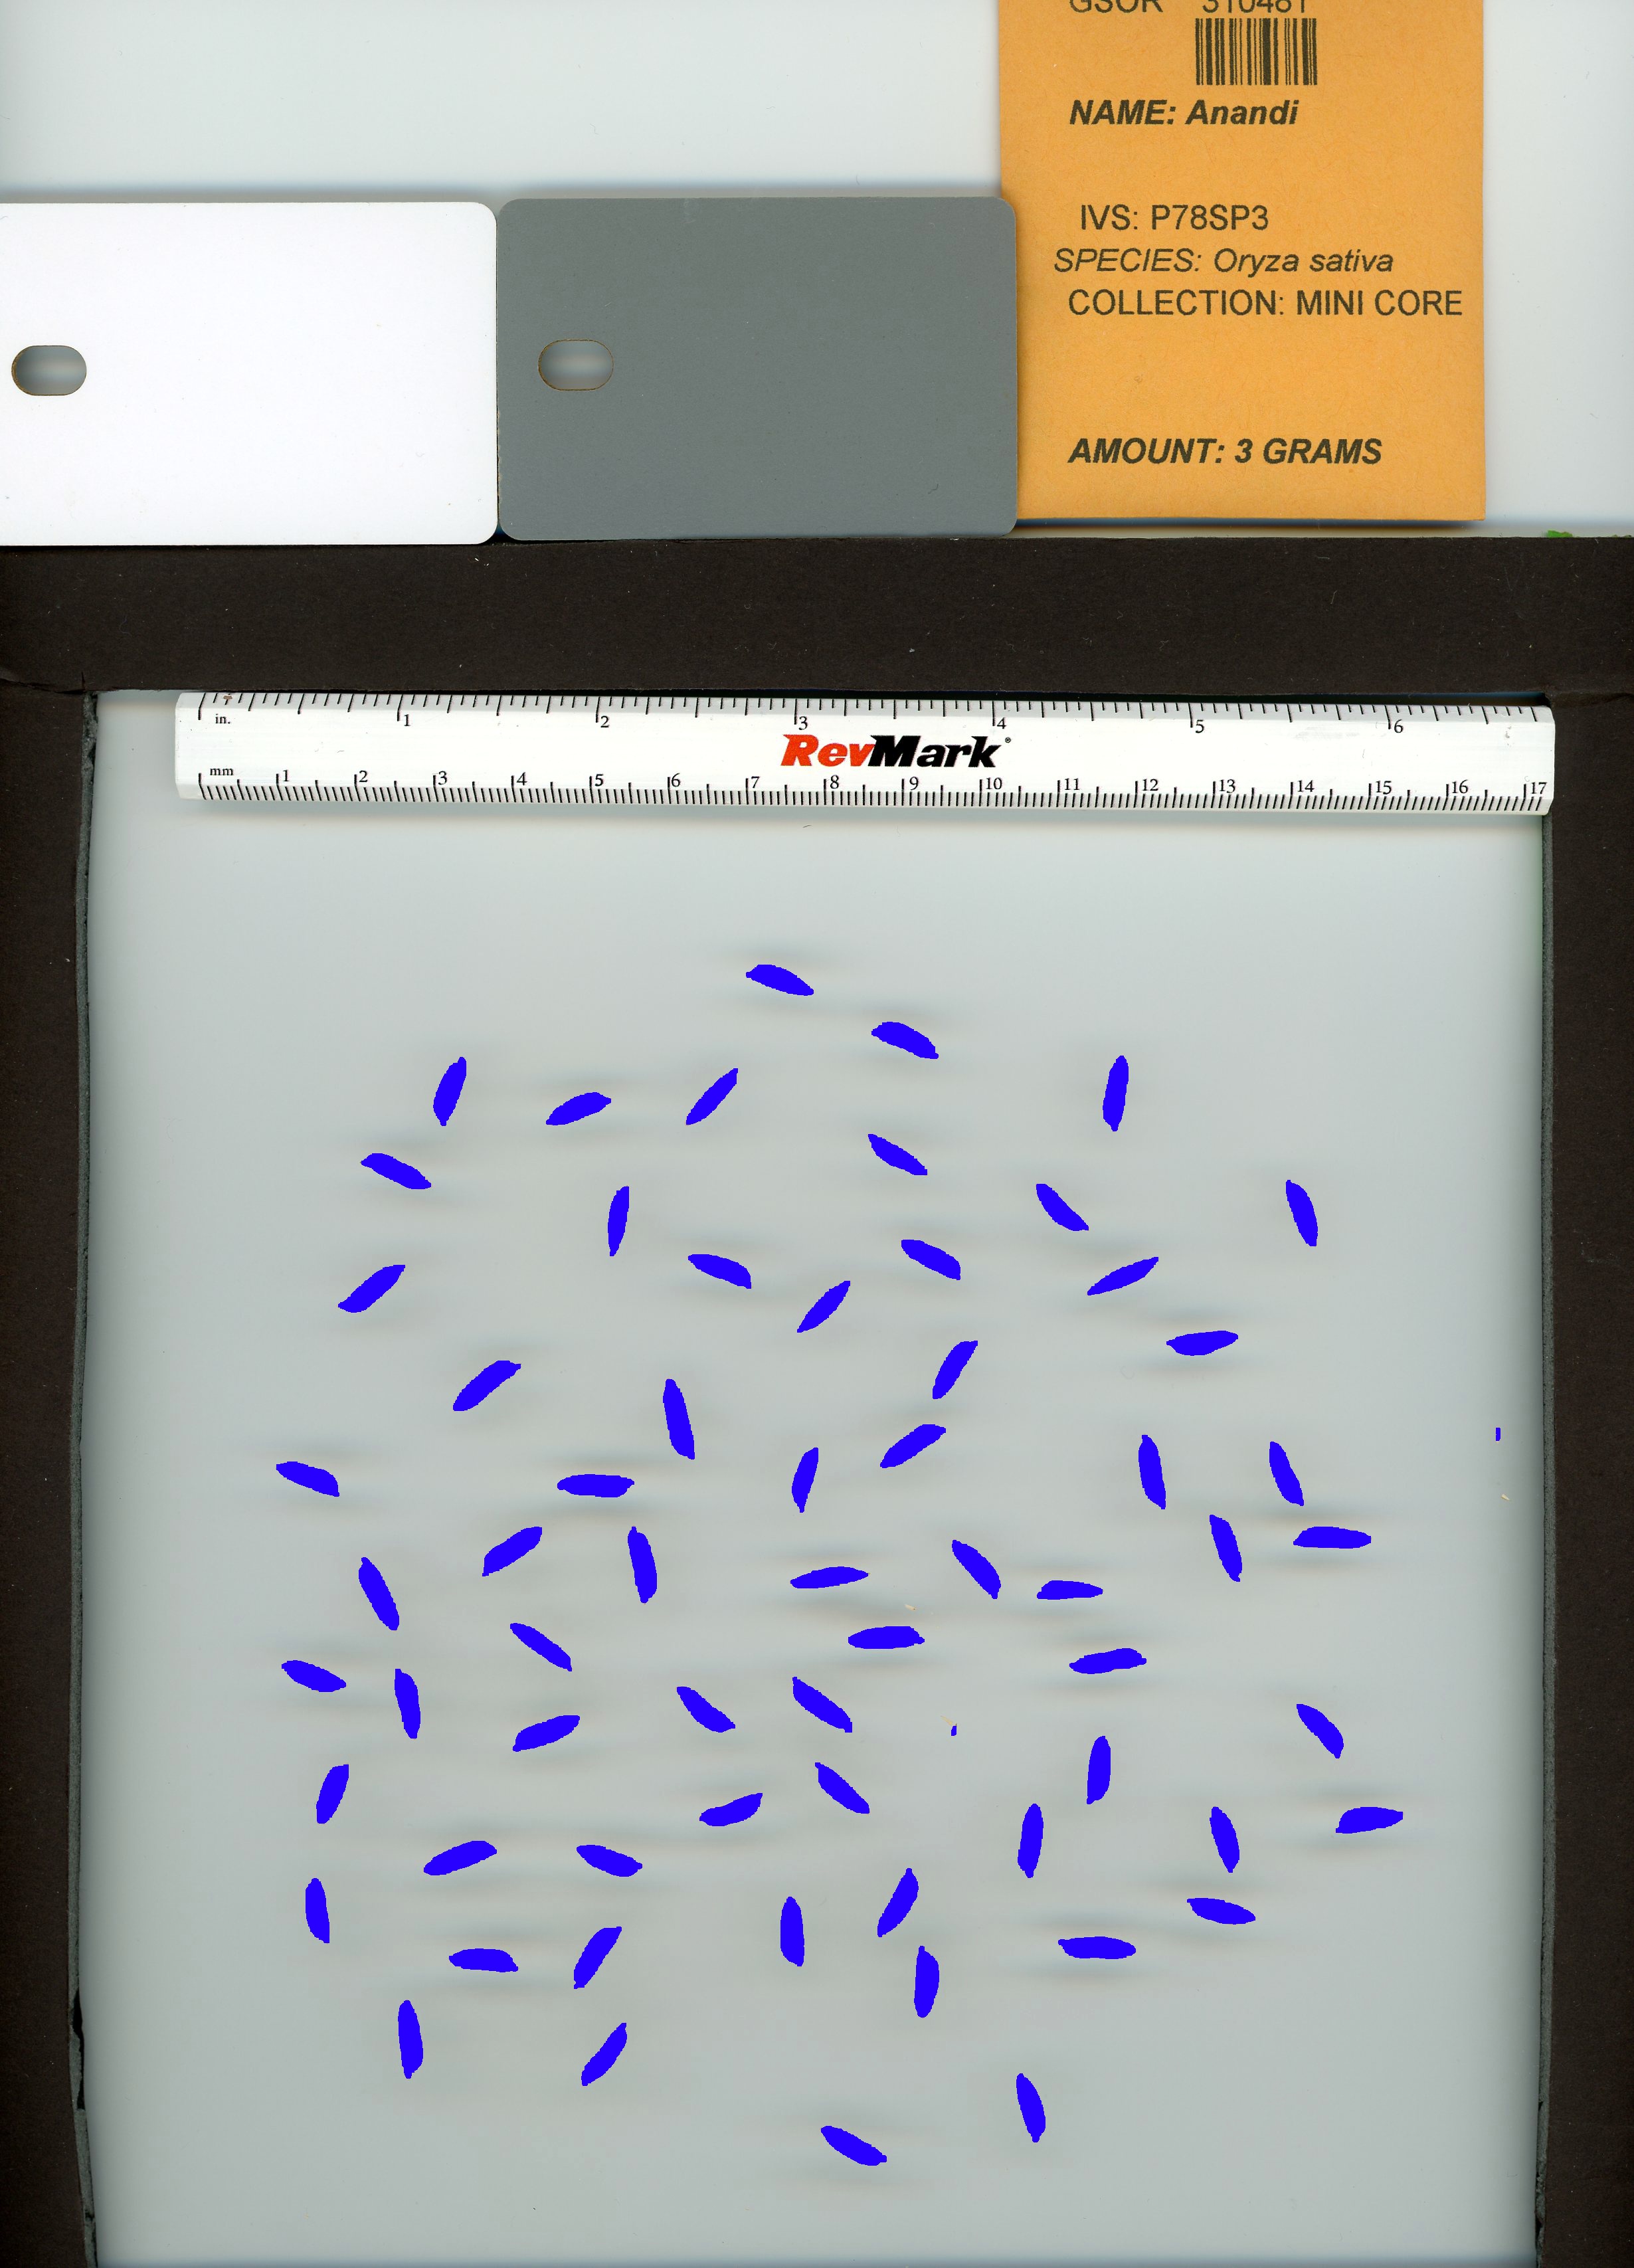 GSOR 310481
NAME: Anandi
IVS: P78SP3
SPECIES: Oryza sativa
COLLECTION: MINI CORE
AMOUNT: 3 GRAMS
in. 1 2 3 4 5 6
RevMark
mm 1 2 3 4 5 6 7 8 9 10 11 12 13 14 15 16 17